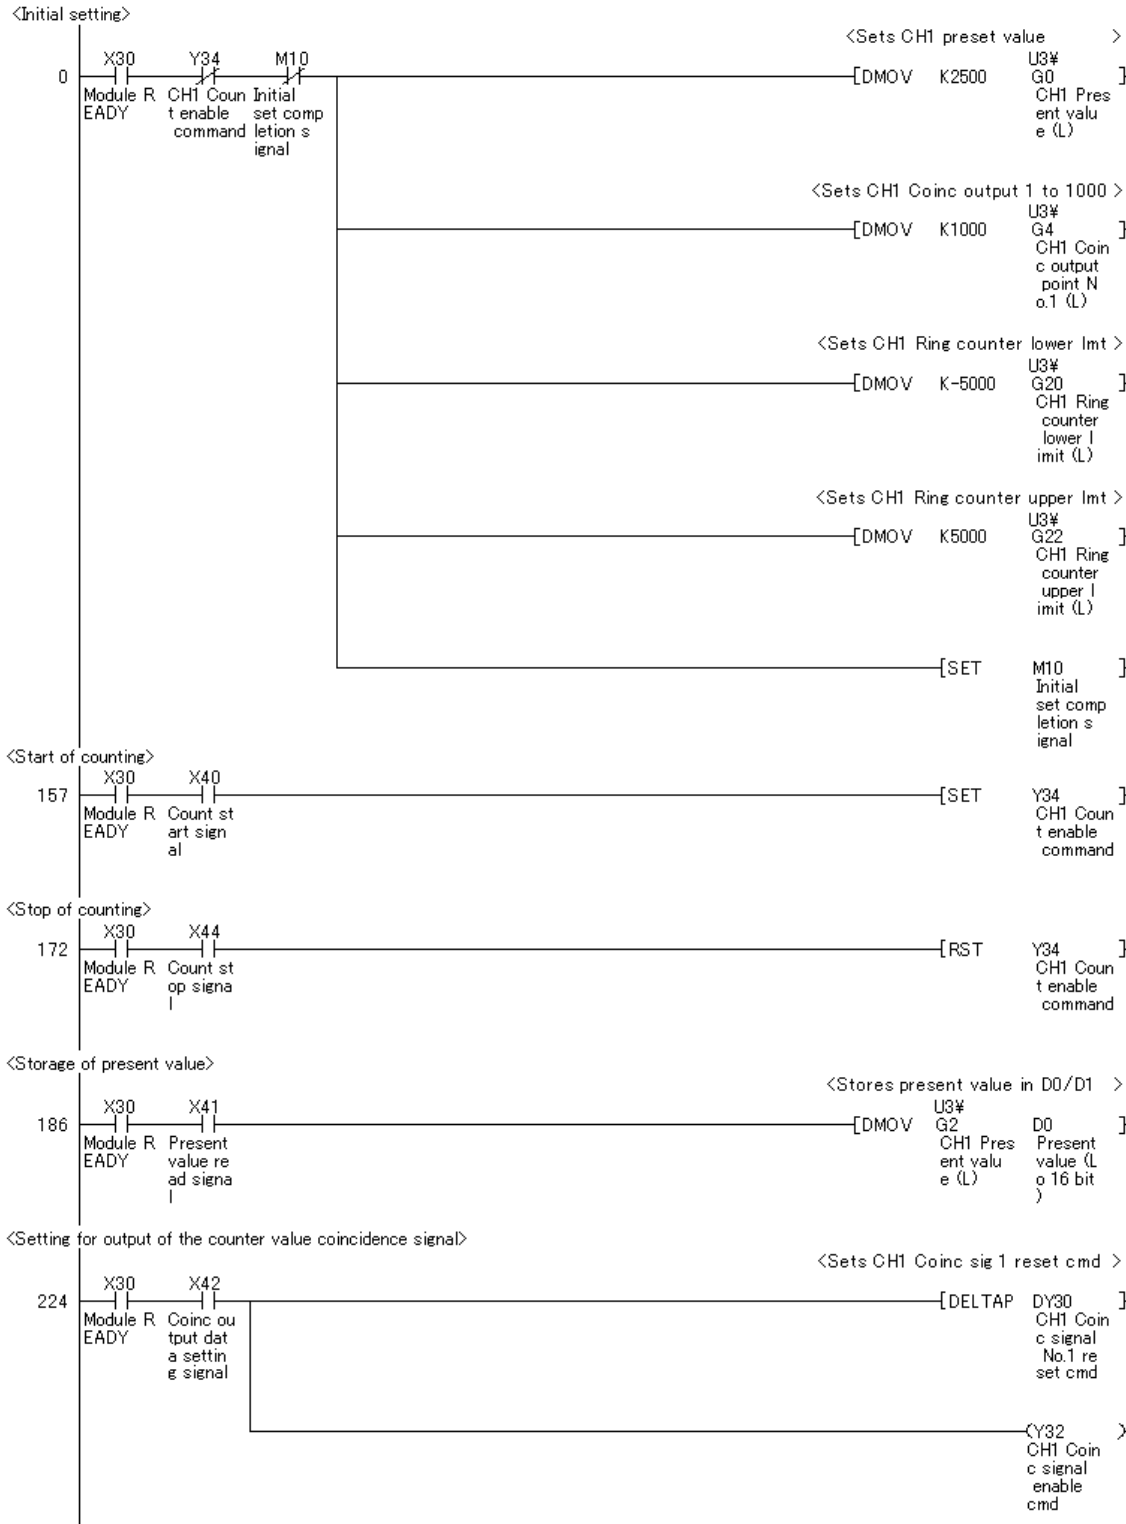 <Initial setting>
<Sets CH1 preset value >
X30 Y34 M10 U3¥
0 [DMOV K2500 G0 ]
Module R CH1 Coun Initial CH1 Pres
EADY t enable set comp ent valu
command letion s e (L)
ignal
<Sets CH1 Coinc output 1 to 1000 >
U3¥
[DMOV K1000 G4 ]
CH1 Coin
c output
point N
o.1 (L)
<Sets CH1 Ring counter lower lmt >
U3¥
[DMOV K-5000 G20 ]
CH1 Ring
counter
lower l
imit (L)
<Sets CH1 Ring counter upper lmt >
U3¥
[DMOV K5000 G22 ]
CH1 Ring
counter
upper l
imit (L)
[SET M10 ]
Initial
set comp
letion s
ignal
<Start of counting>
X30 X40
157 [SET Y34 ]
Module R Count st CH1 Coun
EADY art sign t enable
al command
<Stop of counting>
X30 X44
172 [RST Y34 ]
Module R Count st CH1 Coun
EADY op signa t enable
l command
<Storage of present value>
<Stores present value in D0/D1 >
X30 X41 U3¥
186 [DMOV G2 D0 ]
Module R Present CH1 Pres Present
EADY value re ent valu value (L
ad signa e (L) o 16 bit
l )
<Setting for output of the counter value coincidence signal>
<Sets CH1 Coinc sig 1 reset cmd >
X30 X42
224 [DELTAP DY30 ]
Module R Coinc ou CH1 Coin
EADY tput dat c signal
a settin No.1 re
g signal set cmd
(Y32 )
CH1 Coin
c signal
enable
cmd